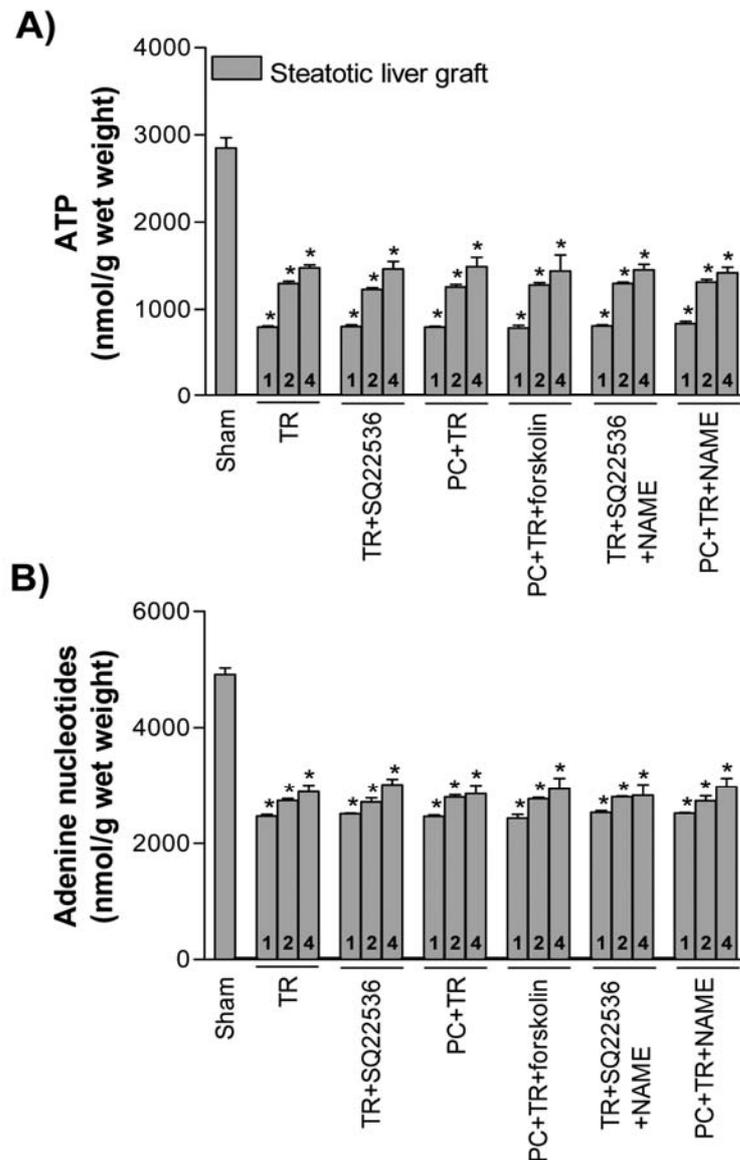 A)
ATP
(nmol/g wet weight)
4000
3000
2000
1000
0
Steatotic liver graft
* * * * * * * * * * * * * * * * * *
1 2 4 1 2 4 1 2 4 1 2 4 1 2 4 1 2 4
Sham
TR
TR+SQ22536
PC+TR
PC+TR+forskolin
TR+SQ22536
+NAME
PC+TR+NAME
B)
Adenine nucleotides
(nmol/g wet weight)
6000
4000
2000
0
* * * * * * * * * * * * * * * * * *
1 2 4 1 2 4 1 2 4 1 2 4 1 2 4 1 2 4
Sham
TR
TR+SQ22536
PC+TR
PC+TR+forskolin
TR+SQ22536
+NAME
PC+TR+NAME